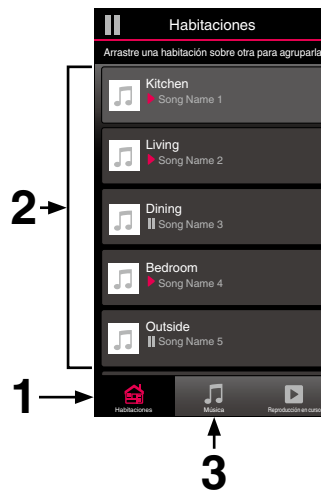 Habitaciones
Arrastre una habitación sobre otra para agruparla
Kitchen
Song Name 1
Living
Song Name 2
2
Dining
Song Name 3
Bedroom
Song Name 4
Outside
Song Name 5
1
Habitaciones
Música
Reproducción en curso
3